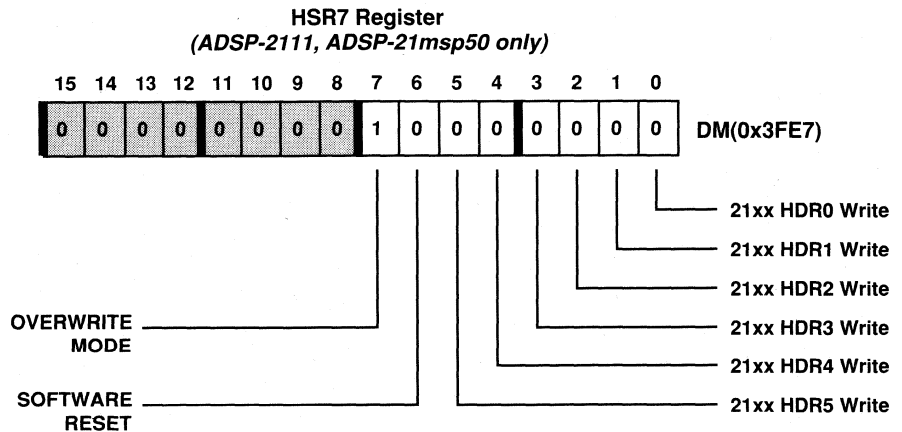 HSR7 Register
(ADSP-2111, ADSP-21msp50 only)
15 14 13 12 11 10 9 8 7 6 5 4 3 2 1 0
0 0 0 0 0 0 0 0 1 0 0 0 0 0 0 0 DM(0x3FE7)
21xx HDR0 Write
21xx HDR1 Write
21xx HDR2 Write
OVERWRITE
MODE
21xx HDR3 Write
21xx HDR4 Write
SOFTWARE
RESET
21xx HDR5 Write